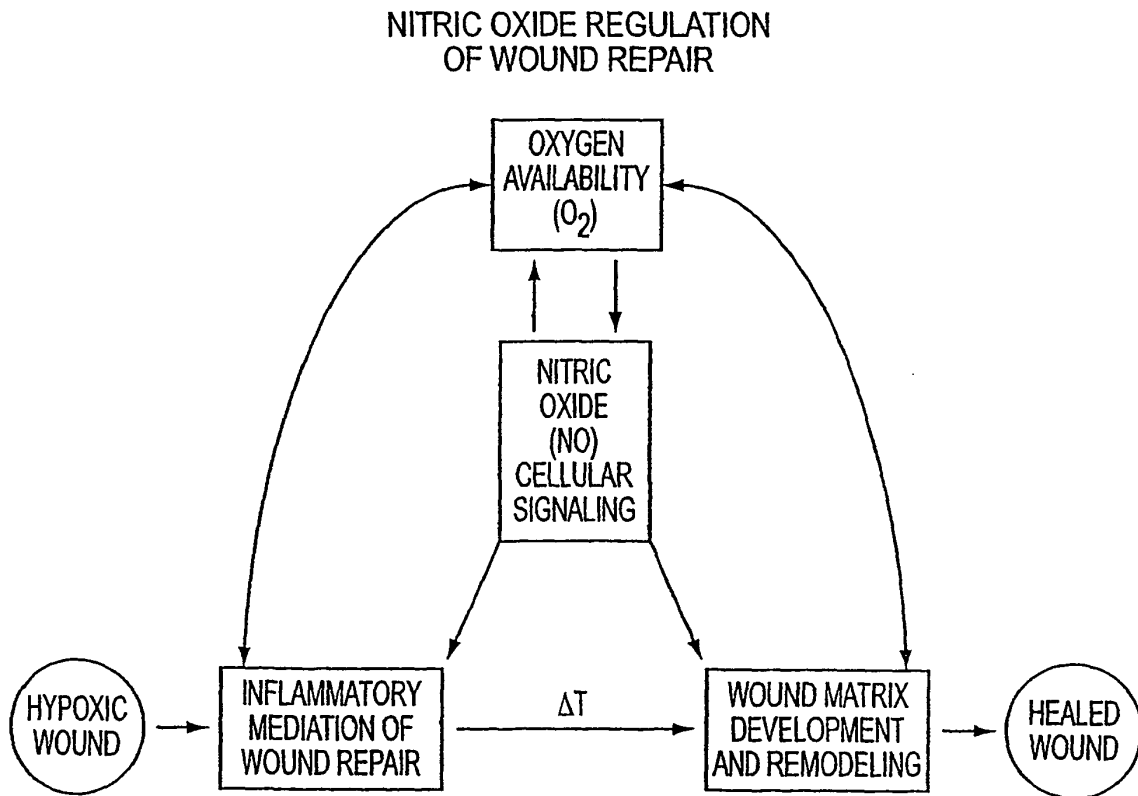 NITRIC OXIDE REGULATION
OF WOUND REPAIR
OXYGEN
AVAILABILITY
(O2)
NITRIC
OXIDE
(NO)
CELLULAR
SIGNALING
HYPOXIC
WOUND
INFLAMMATORY
MEDIATION OF
WOUND REPAIR
ΔT
WOUND MATRIX
DEVELOPMENT
AND REMODELING
HEALED
WOUND